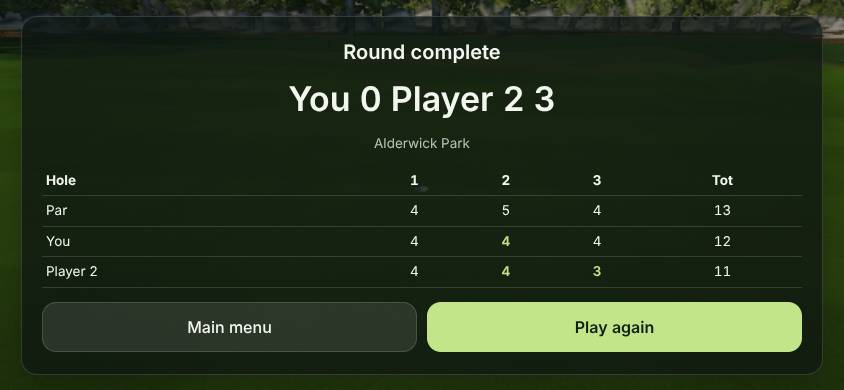 Round complete
You 0 Player 2 3
Alderwick Park
Hole 1 2 3 Tot
Par 4 5 4 13
You 4 4 4 12
Player 2 4 4 3 11
Main menu Play again